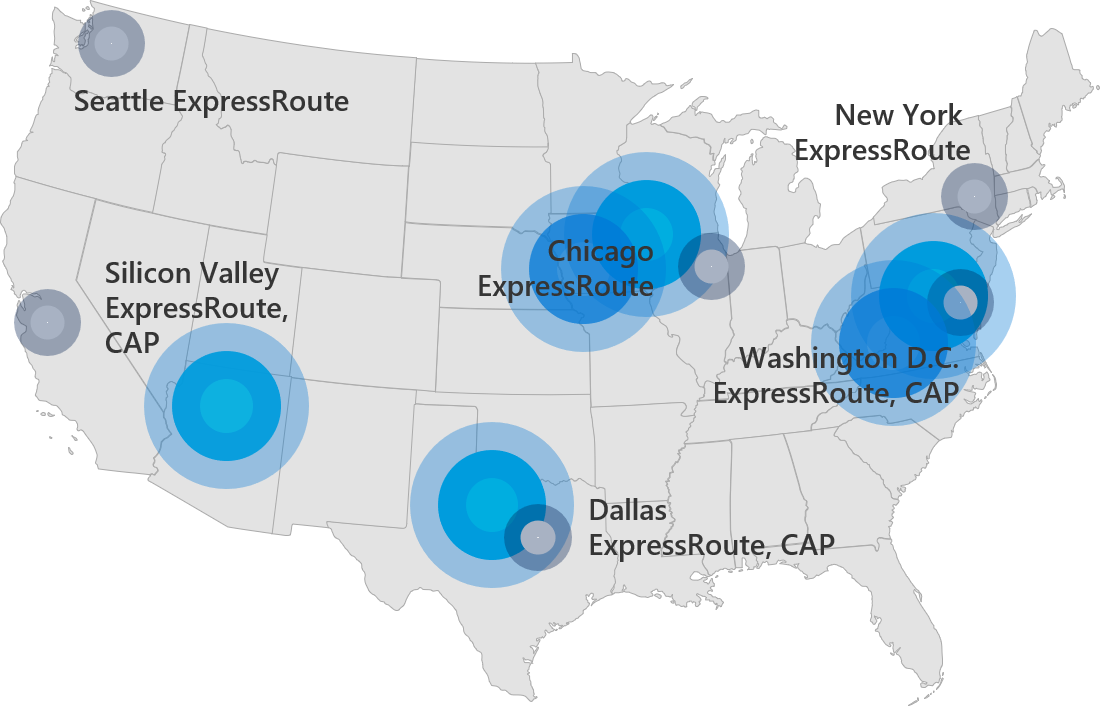 Seattle ExpressRoute
New York
ExpressRoute
Chicago
ExpressRoute
Silicon Valley
ExpressRoute,
CAP
Washington D.C.
ExpressRoute, CAP
Dallas
ExpressRoute, CAP